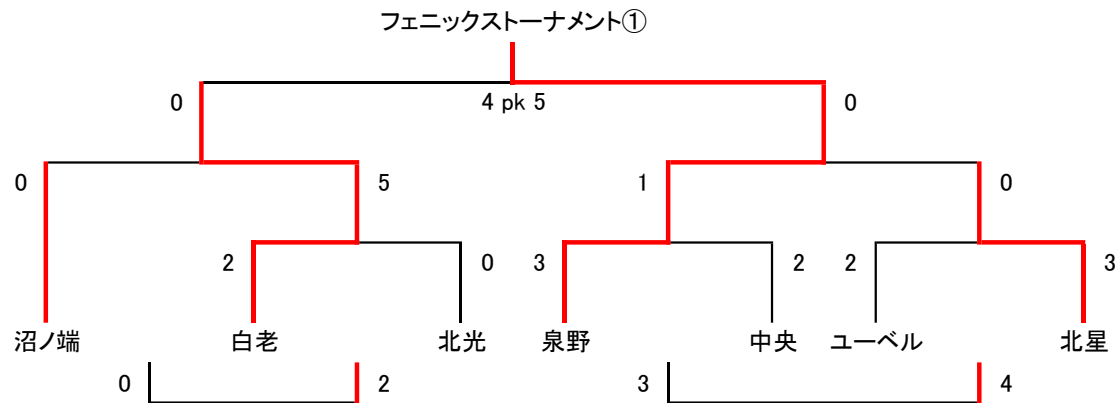 フェニックストーナメント①
0 4 pk 5 0
0 5 1 0
2 0 3 2 2 3
沼ノ端 白老 北光 泉野 中央 ユーベル 北星
0 2 3 4